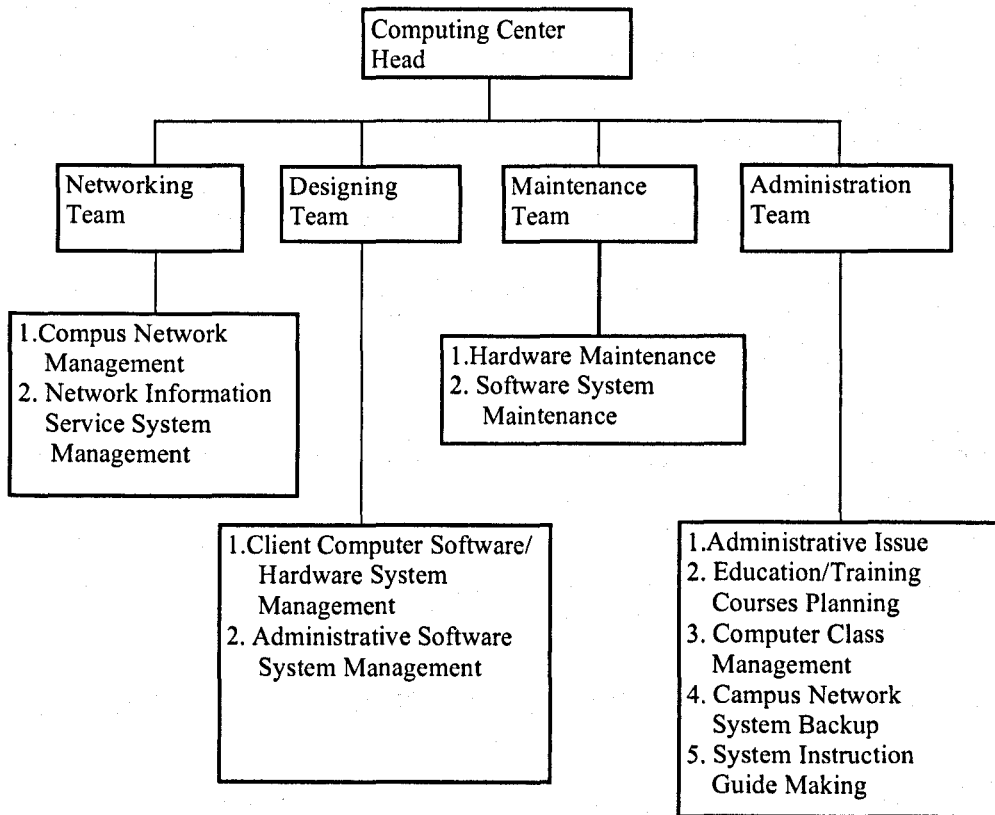 Computing Center
Head
Networking
Team
Designing
Team
Maintenance
Team
Administration
Team
1.Compus Network
Management
2. Network Information
Service System
Management
1.Hardware Maintenance
2. Software System
Maintenance
1.Client Computer Software/
Hardware System
Management
2. Administrative Software
System Management
1.Administrative Issue
2. Education/Training
Courses Planning
3. Computer Class
Management
4. Campus Network
System Backup
5. System Instruction
Guide Making